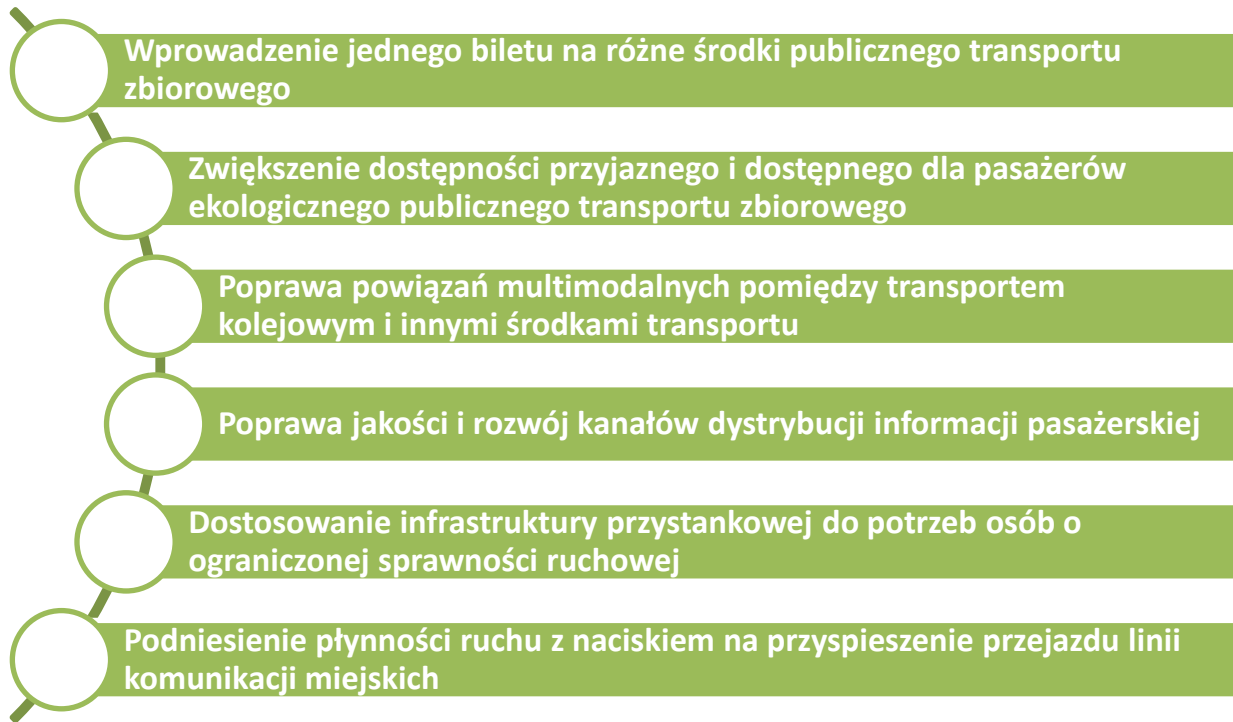 Wprowadzenie jednego biletu na różne środki publicznego transportu
zbiorowego
Zwiększenie dostępności przyjaznego i dostępnego dla pasażerów
ekologicznego publicznego transportu zbiorowego
Poprawa powiązań multimodalnych pomiędzy transportem
kolejowym i innymi środkami transportu
Poprawa jakości i rozwój kanałów dystrybucji informacji pasażerskiej
Dostosowanie infrastruktury przystankowej do potrzeb osób o
ograniczonej sprawności ruchowej
Podniesienie płynności ruchu z naciskiem na przyspieszenie przejazdu linii
komunikacji miejskich